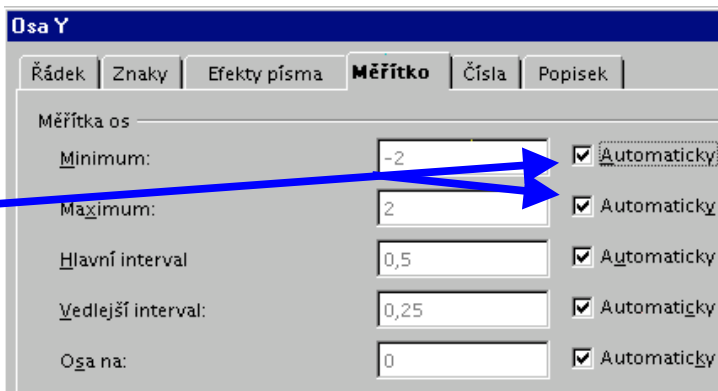 Osa Y
Řádek Znaky Efekty písma Měřítko Čísla Popisek
Měřítka os
Minimum: -2 Automaticky
Maximum: 2 Automaticky
Hlavní interval 0,5 Automaticky
Vedlejší interval: 0,25 Automaticky
Osa na: 0 Automaticky